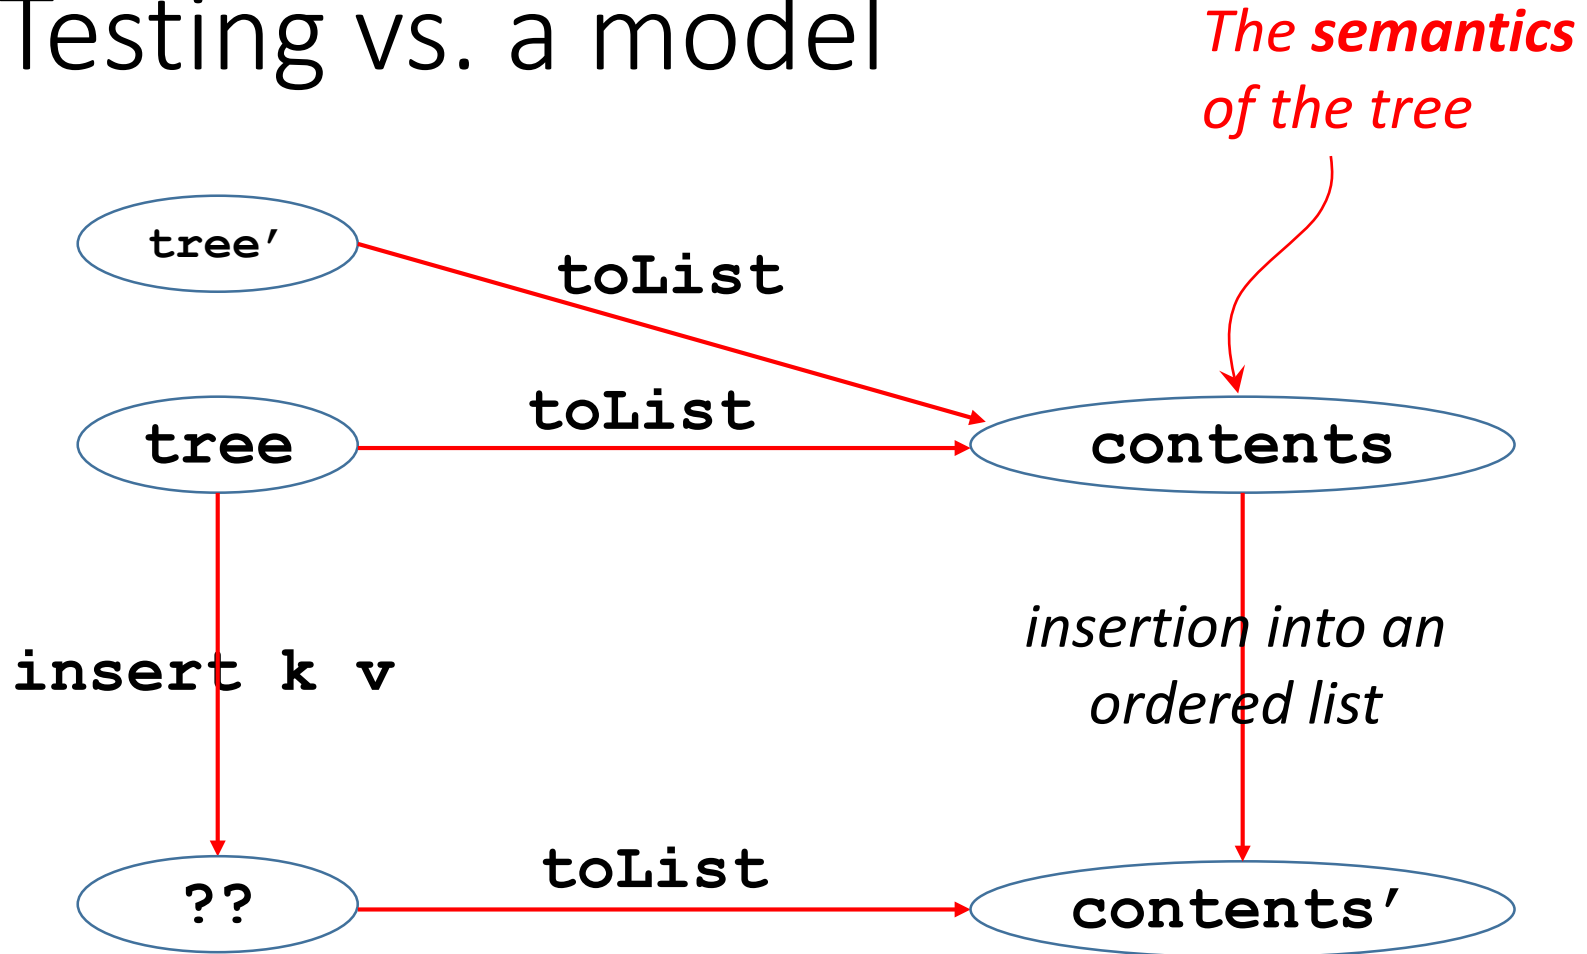 Testing vs. a model
The semantics
of the tree
tree′
toList
toList
tree
contents
insertion into an
ordered list
insert k v
toList
??
contents′